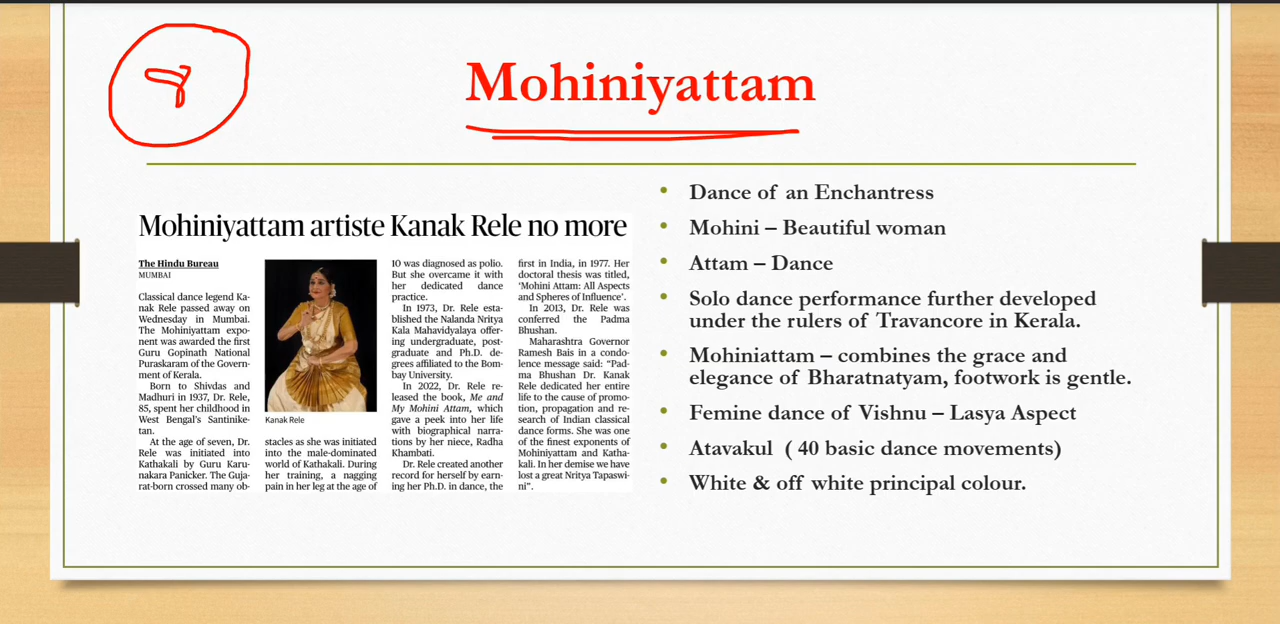 Mohiniyattam
Mohiniyattam artiste Kanak Rele no more
The Hindu Bureau
MUMBAI
Classical dance legend Ka-
nak Rele passed away on
Wednesday in Mumbai.
The Mohiniyattam expo-
nent was awarded the first
Guru Gopinath National
Puraskaram of the Govern-
ment of Kerala.
Born to Shivdas and
Madhuri in 1937, Dr. Rele,
85, spent her childhood in
West Bengal’s Santinike-
tan.
At the age of seven, Dr.
Rele was initiated into
Kathakali by Guru Karu-
nakara Panicker. The Guja-
rat-born crossed many ob-
Kanak Rele
stacles as she was initiated
into the male-dominated
world of Kathakali. During
her training, a nagging
pain in her leg at the age of
10 was diagnosed as polio.
But she overcame it with
her dedicated dance
practice.
In 1973, Dr. Rele esta-
blished the Nalanda Nritya
Kala Mahavidyalaya offer-
ing undergraduate, post-
graduate and Ph.D. de-
grees affiliated to the Bom-
bay University.
In 2022, Dr. Rele re-
leased the book, Me and
My Mohini Attam, which
gave a peek into her life
with biographical narra-
tions by her niece, Radha
Khambati.
Dr. Rele created another
record for herself by earn-
ing her Ph.D. in dance, the
first in India, in 1977. Her
doctoral thesis was titled,
‘Mohini Attam: All Aspects
and Spheres of Influence’.
In 2013, Dr. Rele was
conferred the Padma
Bhushan.
Maharashtra Governor
Ramesh Bais in a condo-
lence message said: “Pad-
ma Bhushan Dr. Kanak
Rele dedicated her entire
life to the cause of promo-
tion, propagation and re-
search of Indian classical
dance forms. She was one
of the finest exponents of
Mohiniyattam and Katha-
kali. In her demise we have
lost a great Nritya Tapaswi-
ni”.
• Dance of an Enchantress
• Mohini – Beautiful woman
• Attam – Dance
• Solo dance performance further developed
under the rulers of Travancore in Kerala.
• Mohiniattam – combines the grace and
elegance of Bharatnatyam, footwork is gentle.
• Femine dance of Vishnu – Lasya Aspect
• Atavakul ( 40 basic dance movements)
• White & off white principal colour.